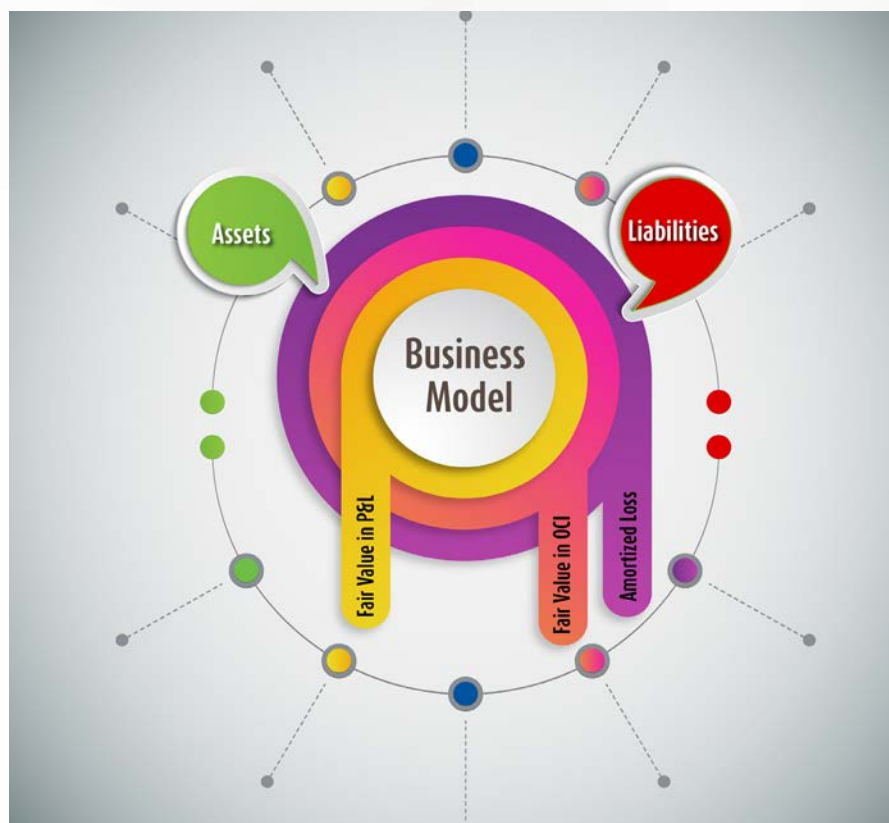 Assets
Liabilities
Business
Model
Fair Value in P&L
Fair Value in OCI
Amortized Loss